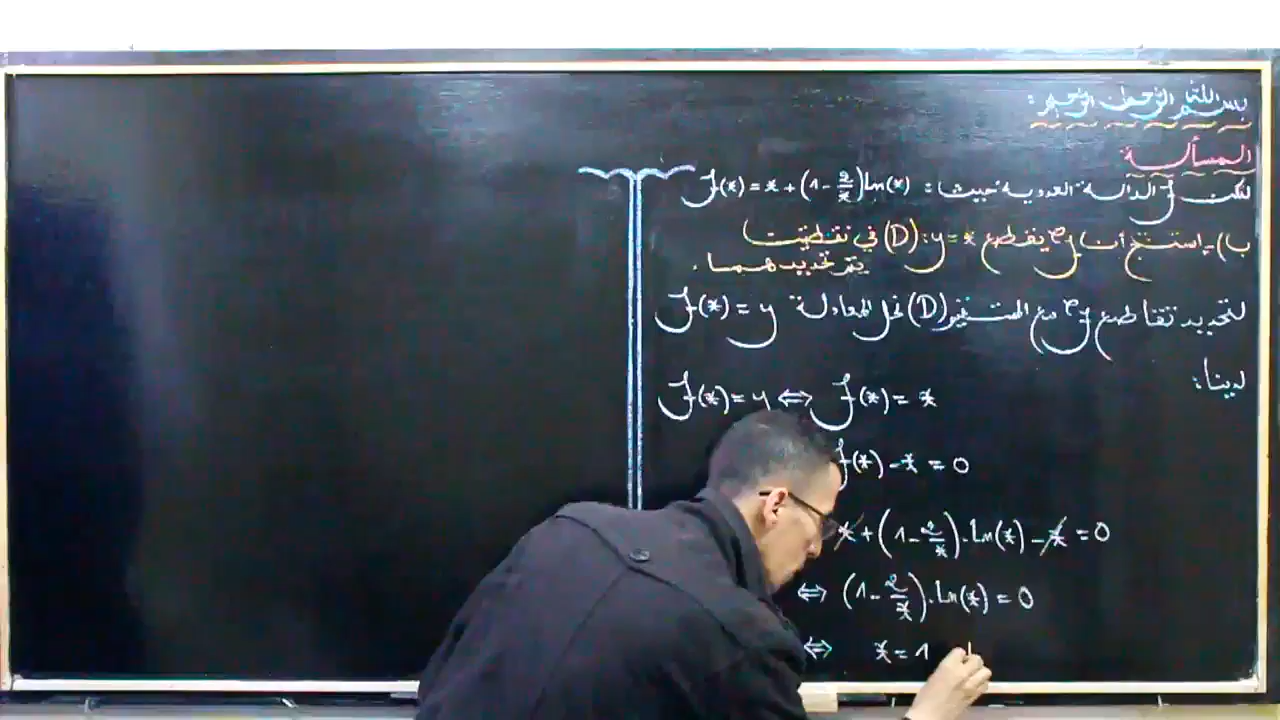 بسم الله الرحمن الرحيم:
المسألة:
لتكن f الدالة العددية بحيث: f(x) = x + (1 - 2/x) ln(x)
ب) - استنتج أن Cf يقطع (D): y = x في نقطتين
يتم تحديدهما.
لتحديد تقاطع Cf مع المستقيم (D) نحل المعادلة f(x) = y
لدينا:
f(x) = y ⇔ f(x) = x
f(x) - x = 0
x + (1 - 2/x) . ln(x) - x = 0
⇔ (1 - 2/x) . ln(x) = 0
⇔ x = 1